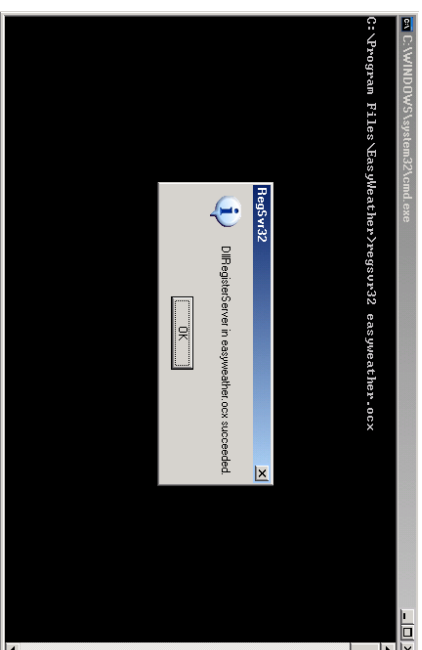 C:\WINDOWS\system32\cmd.exe
C:\Program Files\EasyWeather>regsvr32 easyweather.ocx
RegSvr32
DllRegisterServer in easyweather.ocx succeeded.
OK